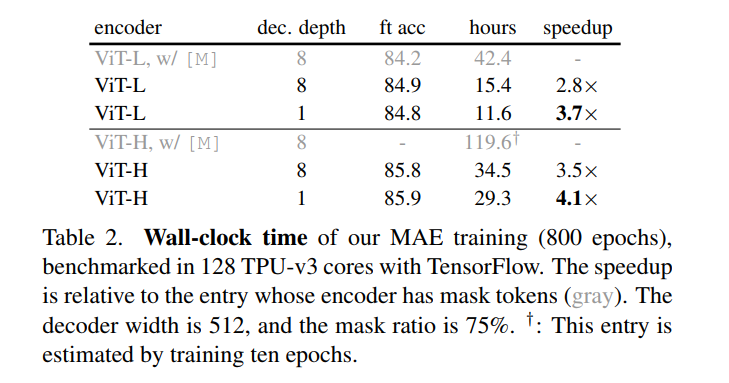 encoder dec. depth ft acc hours speedup
ViT-L, w/ [M] 8 84.2 42.4 -
ViT-L 8 84.9 15.4 2.8×
ViT-L 1 84.8 11.6 3.7×
ViT-H, w/ [M] 8 - 119.6† -
ViT-H 8 85.8 34.5 3.5×
ViT-H 1 85.9 29.3 4.1×
Table 2. Wall-clock time of our MAE training (800 epochs),
benchmarked in 128 TPU-v3 cores with TensorFlow. The speedup
is relative to the entry whose encoder has mask tokens (gray). The
decoder width is 512, and the mask ratio is 75%. †: This entry is
estimated by training ten epochs.